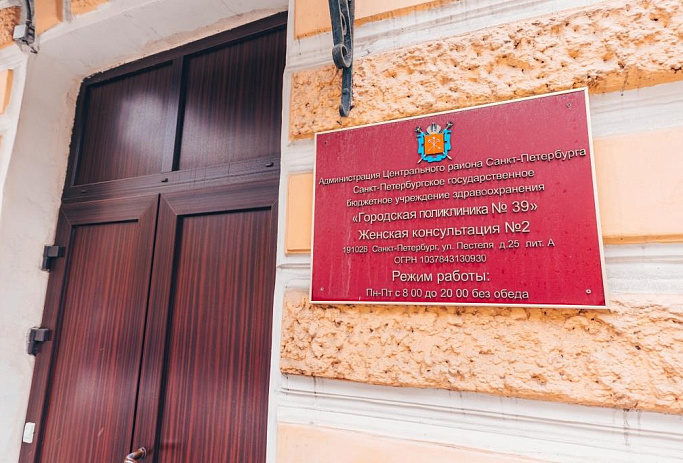 Администрация Центрального района Санкт-Петербурга
Санкт-Петербургское государственное
бюджетное учреждение здравоохранения
«Городская поликлиника № 39»
Женская консультация №2
191028 Санкт-Петербург, ул. Пестеля, д.25 лит. А
ОГРН 1037843130930
Режим работы:
Пн-Пт с 8 00 до 20 00 без обеда